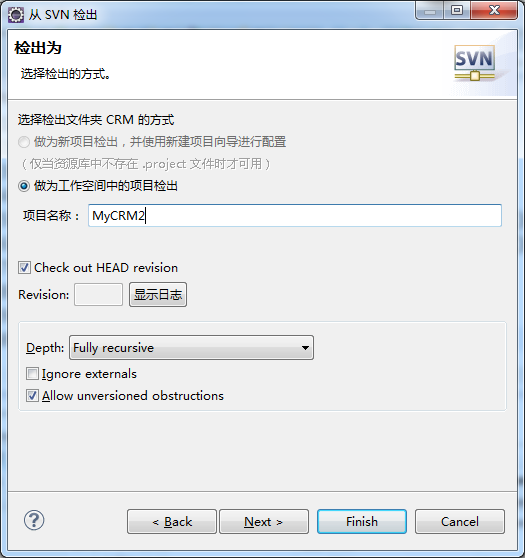 从 SVN 检出
检出为
选择检出的方式。
SVN
选择检出文件夹 CRM 的方式
做为新项目检出，并使用新建项目向导进行配置
（仅当资源库中不存在 .project 文件时才可用）
做为工作空间中的项目检出
项目名称： MyCRM2
Check out HEAD revision
Revision: 显示日志
Depth: Fully recursive
Ignore externals
Allow unversioned obstructions
? < Back Next > Finish Cancel